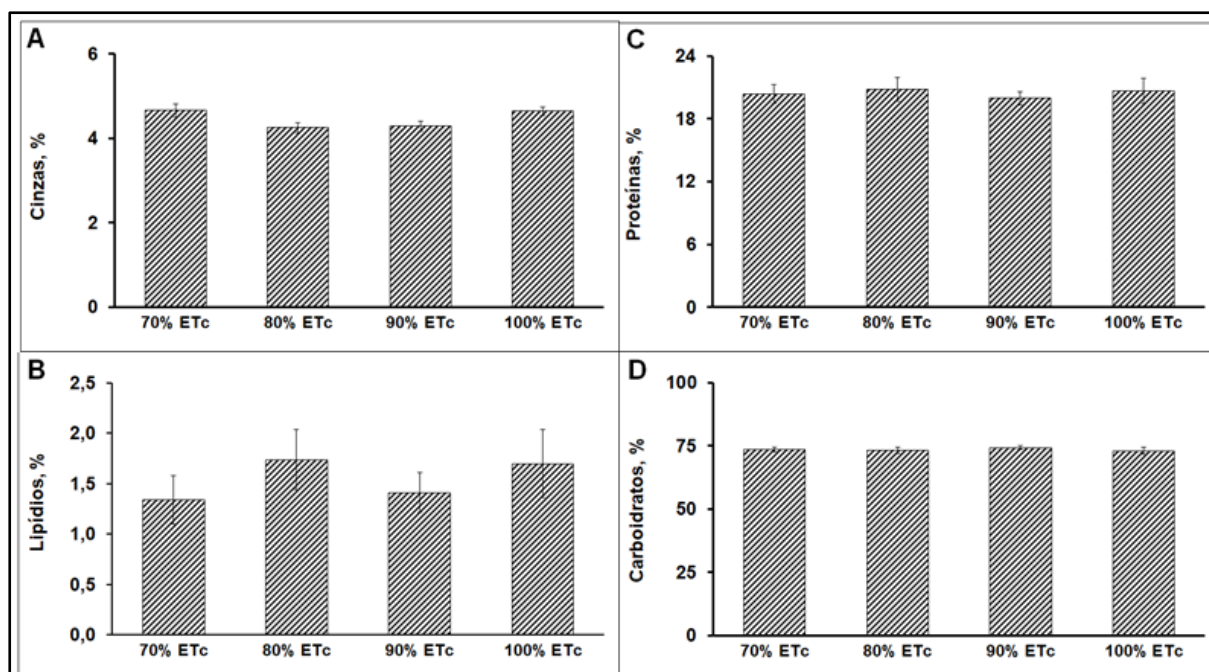 A
Cinzas, %
6
4
2
0
70% ETc 80% ETc 90% ETc 100% ETc
C
Proteínas, %
24
18
12
6
0
70% ETc 80% ETc 90% ETc 100% ETc
B
Lipídios, %
2,5
2,0
1,5
1,0
0,5
0,0
70% ETc 80% ETc 90% ETc 100% ETc
D
Carboidratos, %
100
75
50
25
0
70% ETc 80% ETc 90% ETc 100% ETc